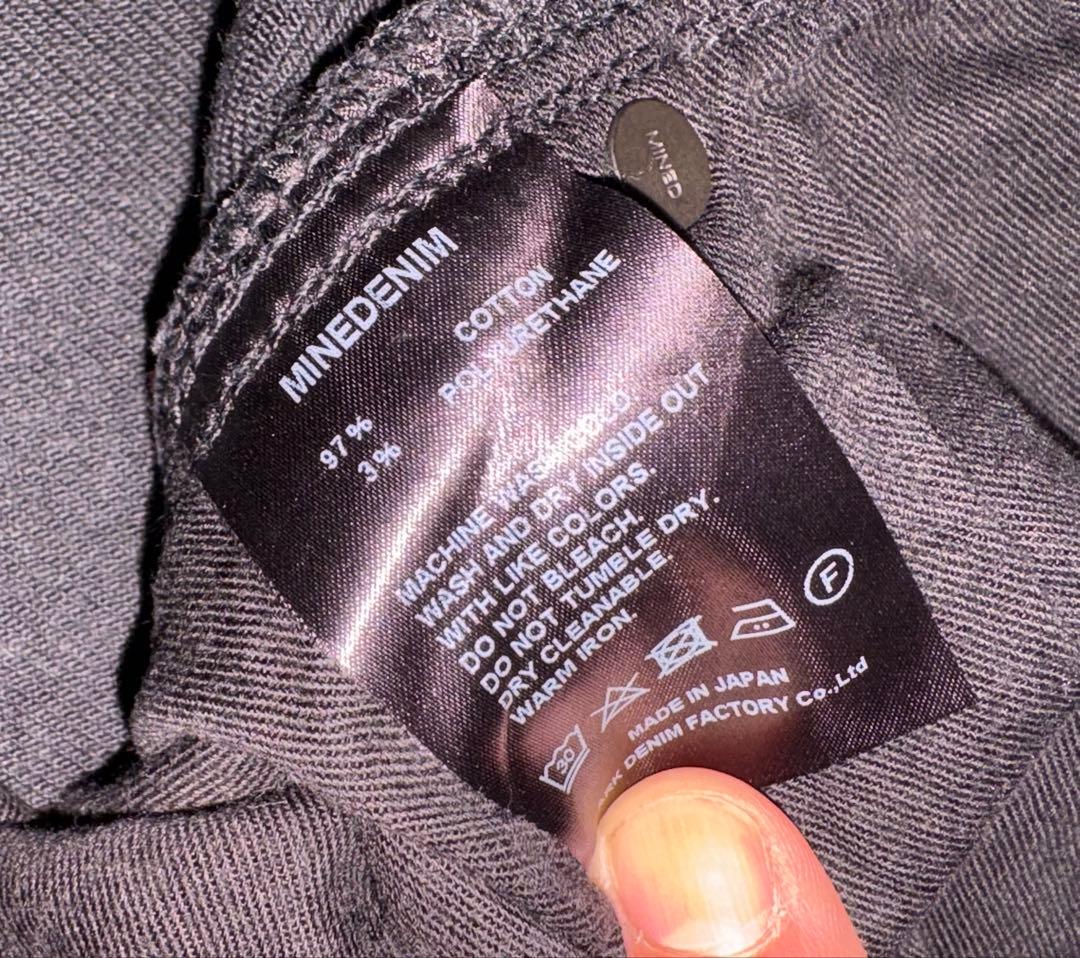 MINED
MINEDENIM
97% COTTON
3% POLYURETHANE
MACHINE WASH COLD.
WASH AND DRY INSIDE OUT
WITH LIKE COLORS.
DO NOT BLEACH.
DO NOT TUMBLE DRY.
DRY CLEANABLE.
WARM IRON.
30
F
MADE IN JAPAN
DENIM FACTORY Co.,Ltd